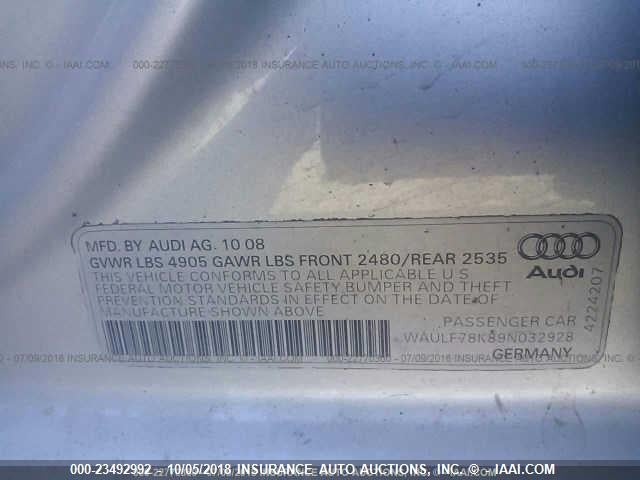 MFD. BY AUDI AG. 10 08
GVWR LBS 4905 GAWR LBS FRONT 2480/REAR 2535
THIS VEHICLE CONFORMS TO ALL APPLICABLE U S
FEDERAL MOTOR VEHICLE SAFETY BUMPER AND THEFT
PREVENTION STANDARDS IN EFFECT ON THE DATE OF
MANUFACTURE SHOWN ABOVE
Audi
4224207
PASSENGER CAR
WAULF78K89N032928
GERMANY
000-23492992 - 10/05/2018 INSURANCE AUTO AUCTIONS, INC. - IAAI.COM